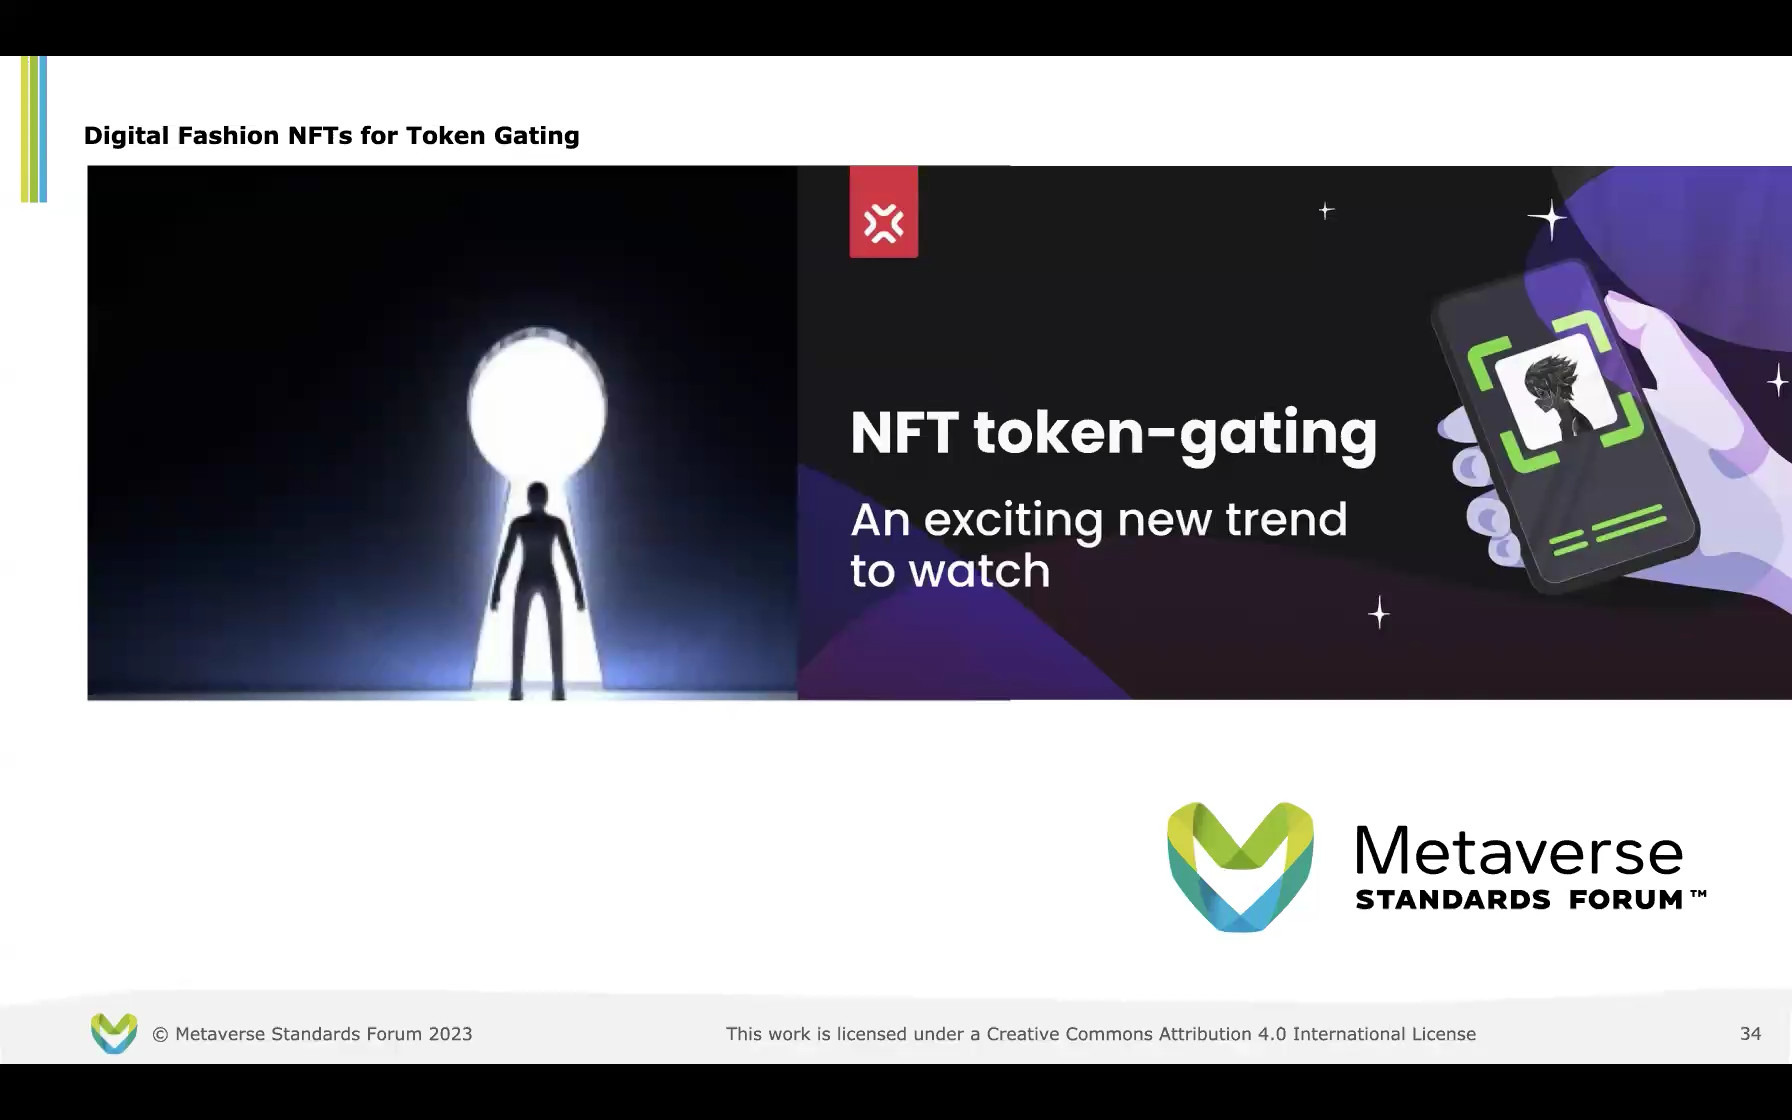 Digital Fashion NFTs for Token Gating
NFT token-gating
An exciting new trend
to watch
Metaverse
STANDARDS FORUM™
© Metaverse Standards Forum 2023
This work is licensed under a Creative Commons Attribution 4.0 International License
34